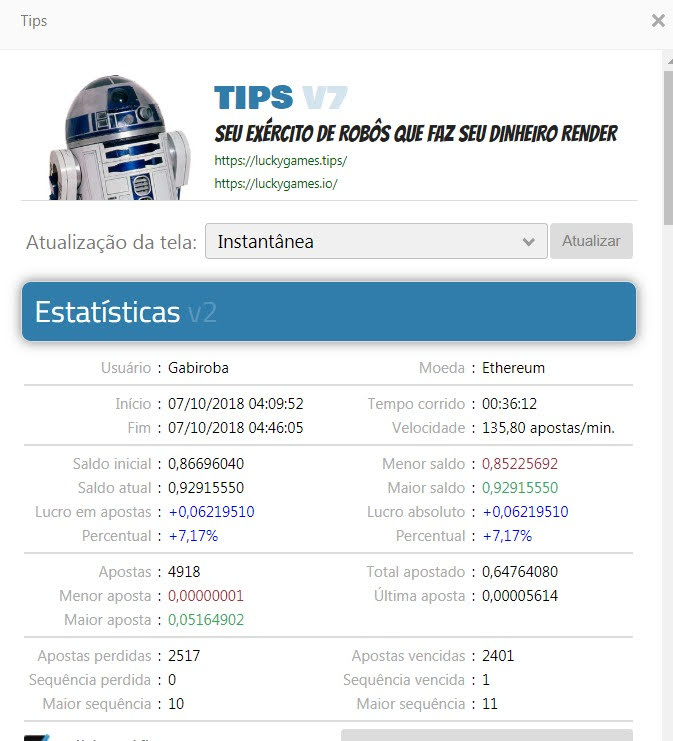 Tips
TIPS V7
SEU EXÉRCITO DE ROBÔS QUE FAZ SEU DINHEIRO RENDER
https://luckygames.tips/
https://luckygames.io/
Atualização da tela: Instantânea Atualizar
Estatísticas v2
Usuário : Gabiroba Moeda : Ethereum
Início : 07/10/2018 04:09:52 Tempo corrido : 00:36:12
Fim : 07/10/2018 04:46:05 Velocidade : 135,80 apostas/min.
Saldo inicial : 0,86696040 Menor saldo : 0,85225692
Saldo atual : 0,92915550 Maior saldo : 0,92915550
Lucro em apostas : +0,06219510 Lucro absoluto : +0,06219510
Percentual : +7,17% Percentual : +7,17%
Apostas : 4918 Total apostado : 0,64764080
Menor aposta : 0,00000001 Última aposta : 0,00005614
Maior aposta : 0,05164902
Apostas perdidas : 2517 Apostas vencidas : 2401
Sequência perdida : 0 Sequência vencida : 1
Maior sequência : 10 Maior sequência : 11